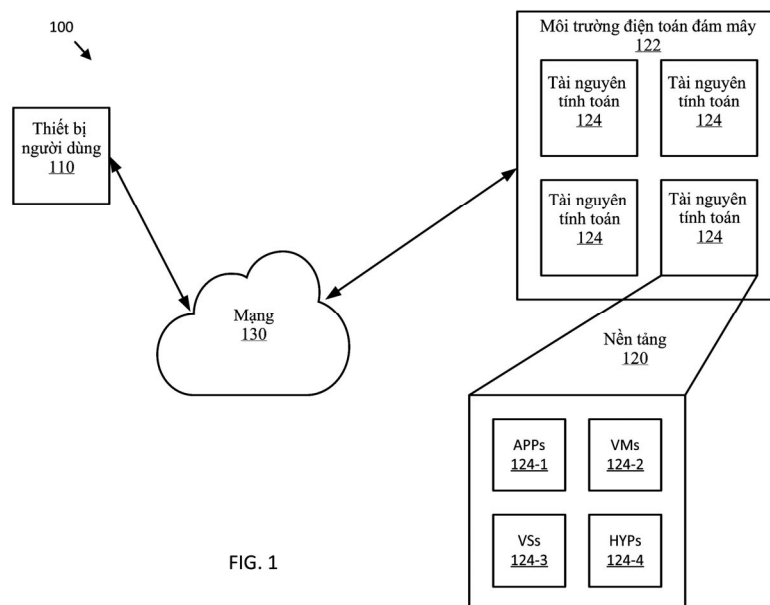 100
Môi trường điện toán đám mây
122
Tài nguyên
tính toán
124
Tài nguyên
tính toán
124
Thiết bị
người dùng
110
Tài nguyên
tính toán
124
Tài nguyên
tính toán
124
Mạng
130
Nền tảng
120
APPs
124-1
VMs
124-2
VSs
124-3
HYPs
124-4
FIG. 1